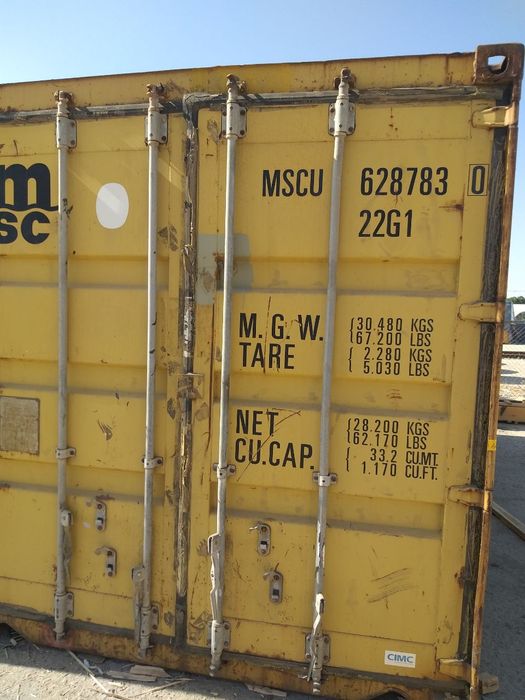 m
SC
MSCU 628783 0
22G1
M.G.W. 30.480 KGS
67.200 LBS
TARE 2.280 KGS
5.030 LBS
NET 28.200 KGS
62.170 LBS
CU.CAP. 33.2 CUMT.
1.170 CU.FT.
CIMC